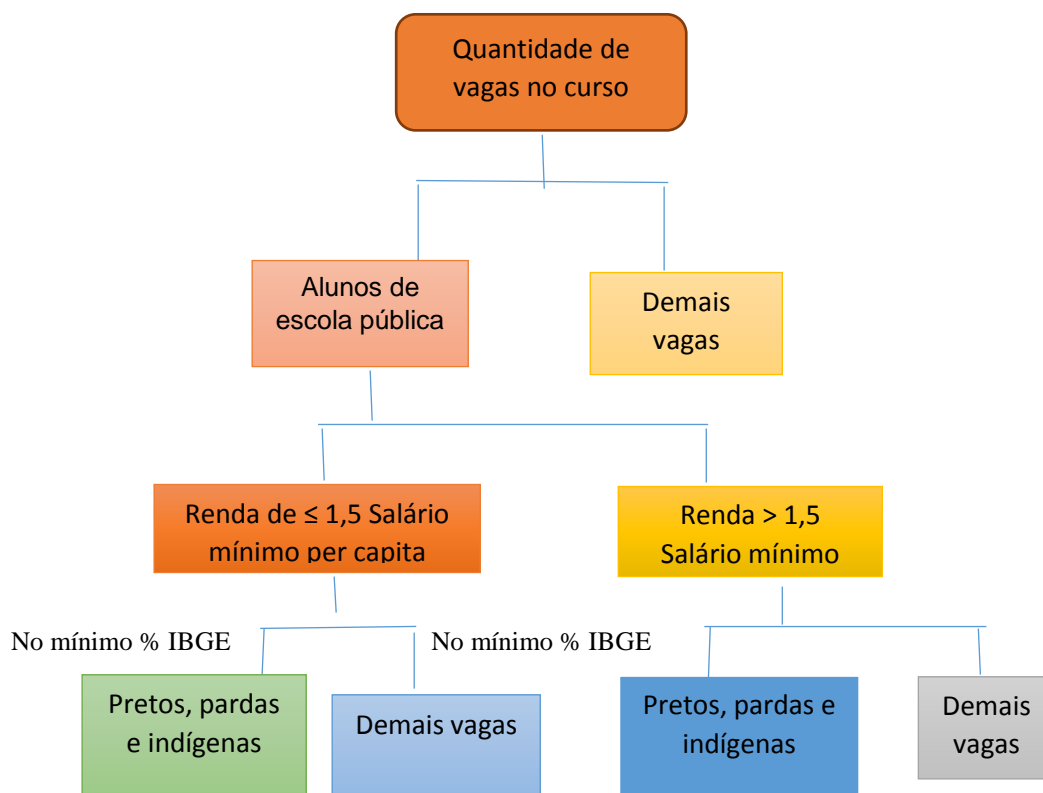 Quantidade de
vagas no curso
Alunos de
escola pública
Demais
vagas
Renda de ≤ 1,5 Salário
mínimo per capita
Renda > 1,5
Salário mínimo
No mínimo % IBGE
No mínimo % IBGE
Pretos, pardas
e indígenas
Demais vagas
Pretos, pardas e
indígenas
Demais
vagas